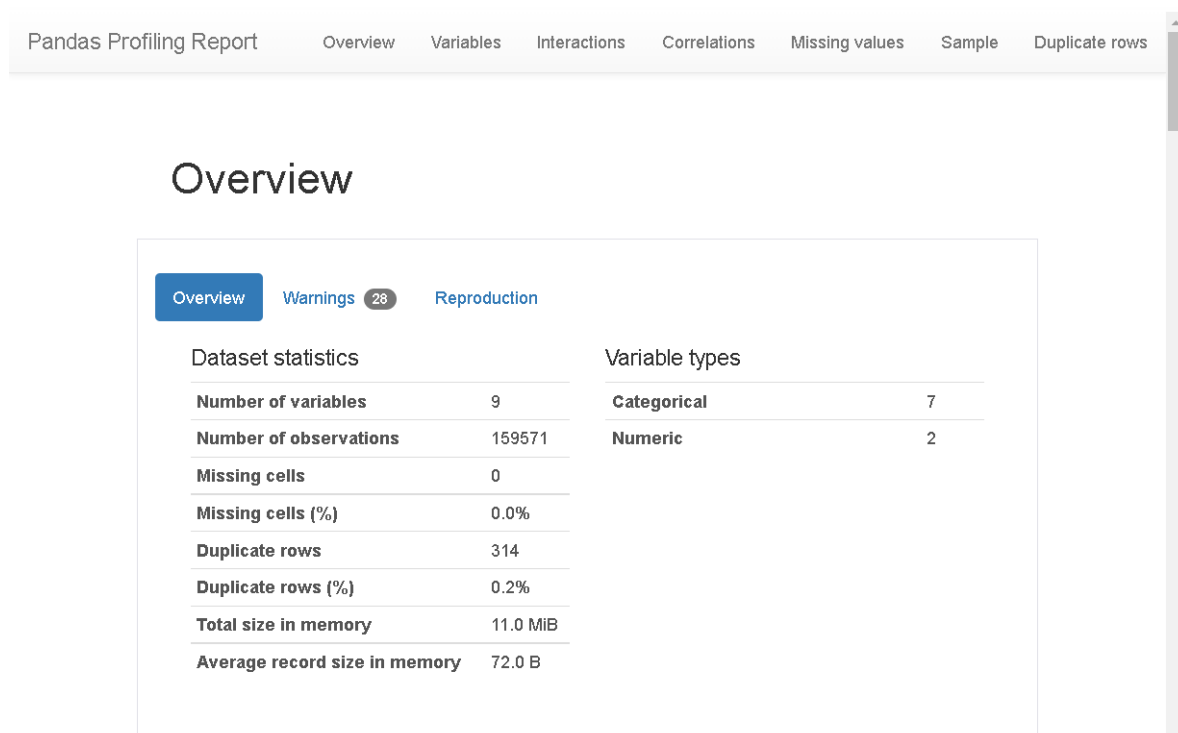 Pandas Profiling Report Overview Variables Interactions Correlations Missing values Sample Duplicate rows
Overview
Overview Warnings 28 Reproduction
Dataset statistics
Number of variables 9
Number of observations 159571
Missing cells 0
Missing cells (%) 0.0%
Duplicate rows 314
Duplicate rows (%) 0.2%
Total size in memory 11.0 MiB
Average record size in memory 72.0 B
Variable types
Categorical 7
Numeric 2